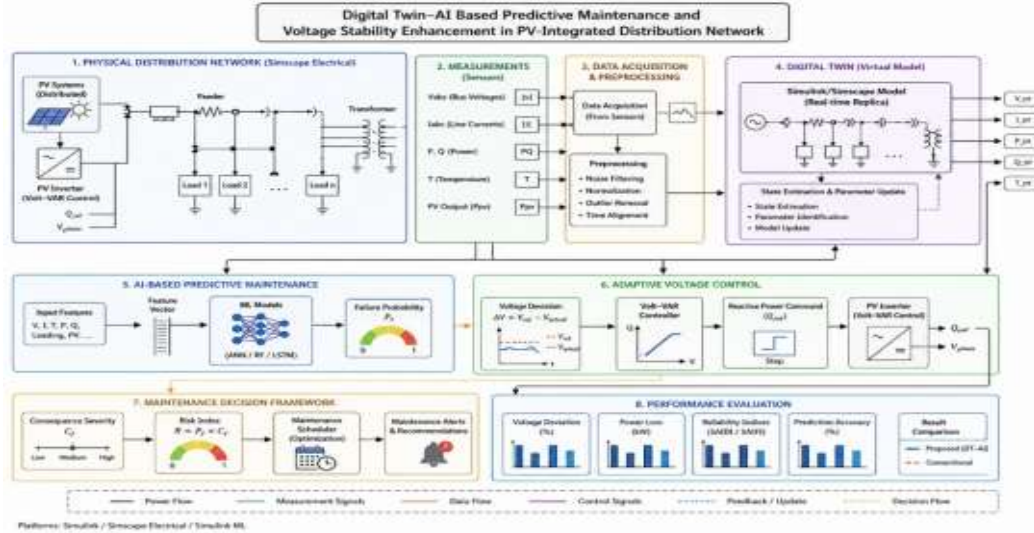 Digital Twin–AI Based Predictive Maintenance and
Voltage Stability Enhancement in PV-Integrated Distribution Network
1. PHYSICAL DISTRIBUTION NETWORK (Simscape Electrical)
PV Systems
(Distributed)
PV Inverter
(Volt–VAR Control)
Feeder
Transformer
Load 1
Load 2
...
Load n
2. MEASUREMENTS
(Sensors)
Vabc (Bus Voltages)
Iabc (Line Currents)
P, Q (Power)
PQ
T (Temperature)
T
PV Output (Ppv)
Ppv
3. DATA ACQUISITION
& PREPROCESSING
Data Acquisition
(From Sensors)
Preprocessing
• Noise Filtering
• Normalization
• Outlier Removal
• Time Alignment
4. DIGITAL TWIN (Virtual Model)
Simulink/Simscape Model
(Real-time Replica)
State Estimation & Parameter Update
• State Estimation
• Parameter Identification
• Model Update
5. AI-BASED PREDICTIVE MAINTENANCE
Input Features
V, I, T, P, Q,
Loading, PV....
Feature
Vector
ML Models
(ANN / RF / LSTM)
Failure Probability
0 1
6. ADAPTIVE VOLTAGE CONTROL
Voltage Deviation
t
Volt–VAR
Controller
Q
V
Reactive Power Command
Step
PV Inverter
(Volt–VAR Control)
7. MAINTENANCE DECISION FRAMEWORK
Consequence Severity
Low Medium High
Risk Index
0 1
Maintenance
Scheduler
(Optimization)
Maintenance Alerts
& Recommendations
8. PERFORMANCE EVALUATION
Voltage Deviation
(%)
Power Loss
(kW)
Reliability Indices
(SAIDI / SAIFI)
Prediction Accuracy
(%)
Result
Comparison
Proposed (DT–AI)
Conventional
Power Flow
Measurement Signals
Data Flow
Control Signals
Feedback / Update
Decision Flow
Platforms: Simulink / Simscape Electrical / Simulink ML